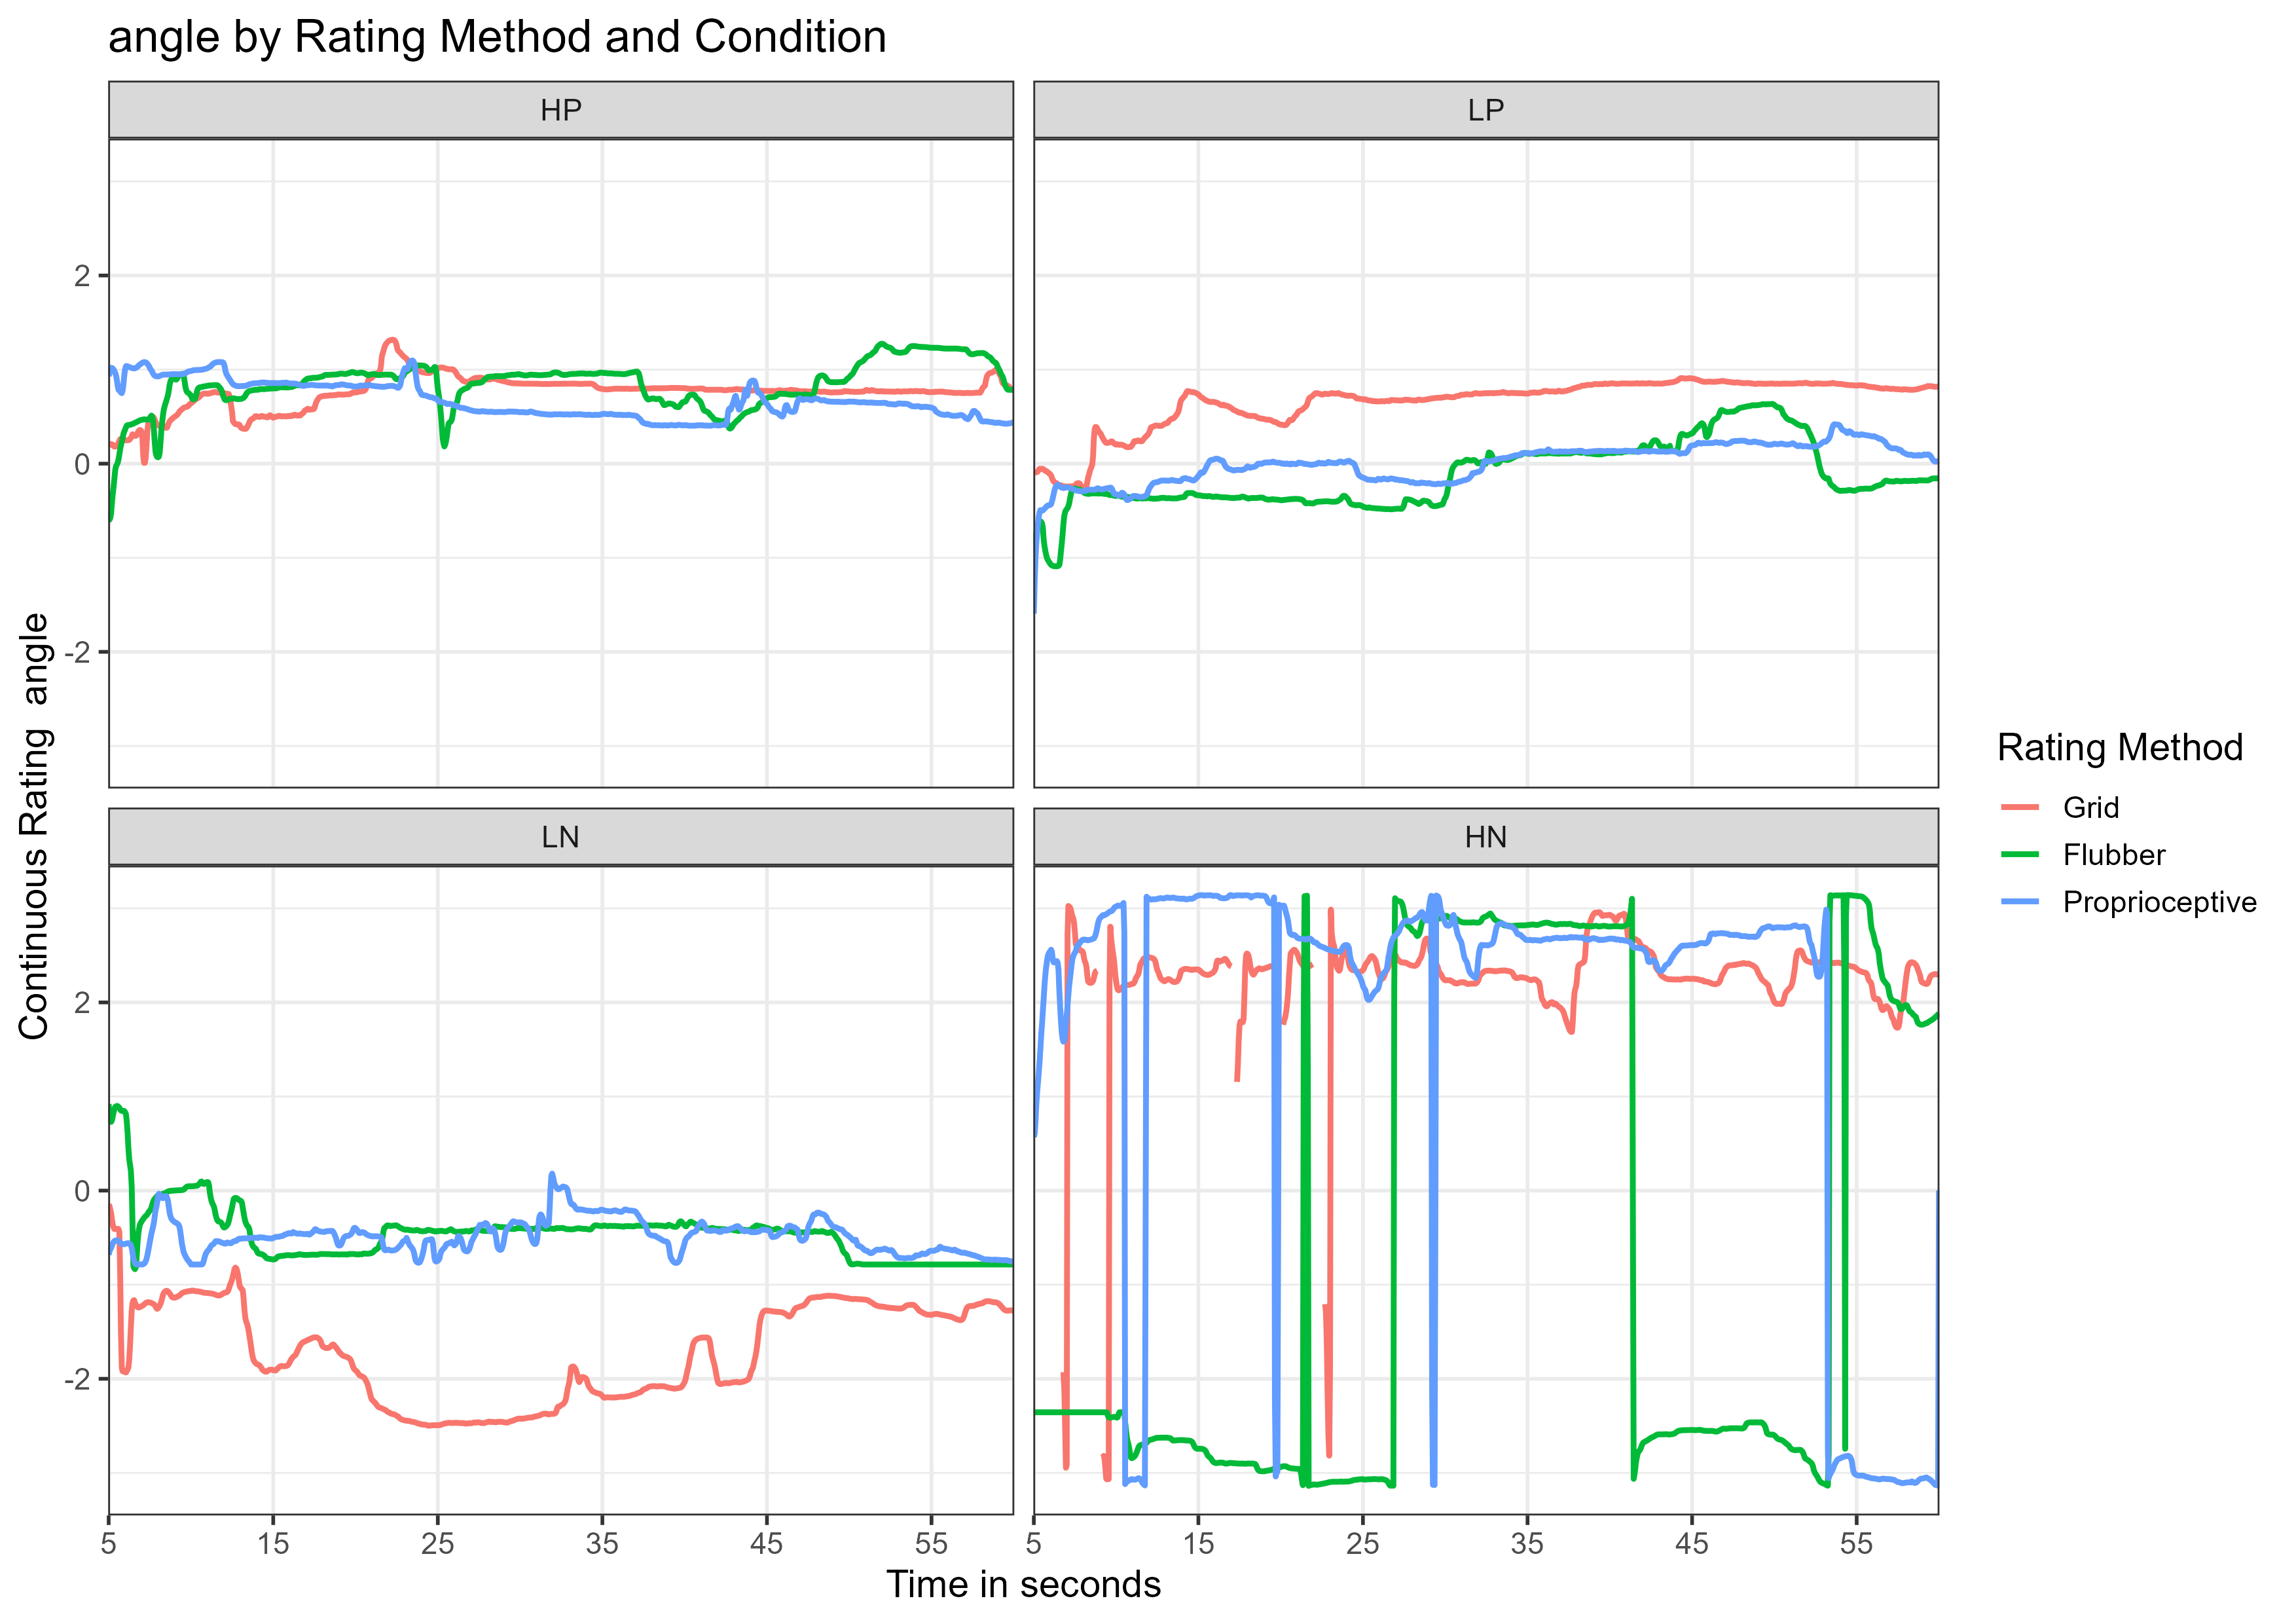 angle by Rating Method and Condition
HP
LP
2
0
-2
LN
HN
2
0
-2
5
15
25
35
45
55
5
15
25
35
45
55
Time in seconds
Continuous Rating  angle
Rating Method
Grid
Flubber
Proprioceptive